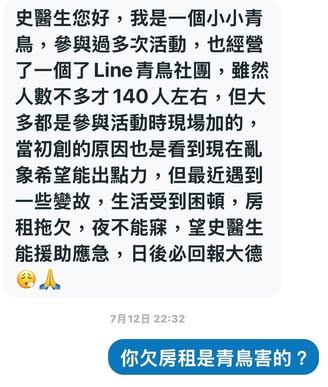 史醫生您好，我是一個小小青
鳥，參與過多次活動，也經營
了一個了Line青鳥社團，雖然
人數不多才140人左右，但大
多都是參與活動時現場加的，
當初創的原因也是看到現在亂
象希望能出點力，但最近遇到
一些變故，生活受到困頓，房
租拖欠，夜不能寐，望史醫生
能援助應急，日後必回報大德
😮‍💨🙏
7月12日 22:32
你欠房租是青鳥害的？